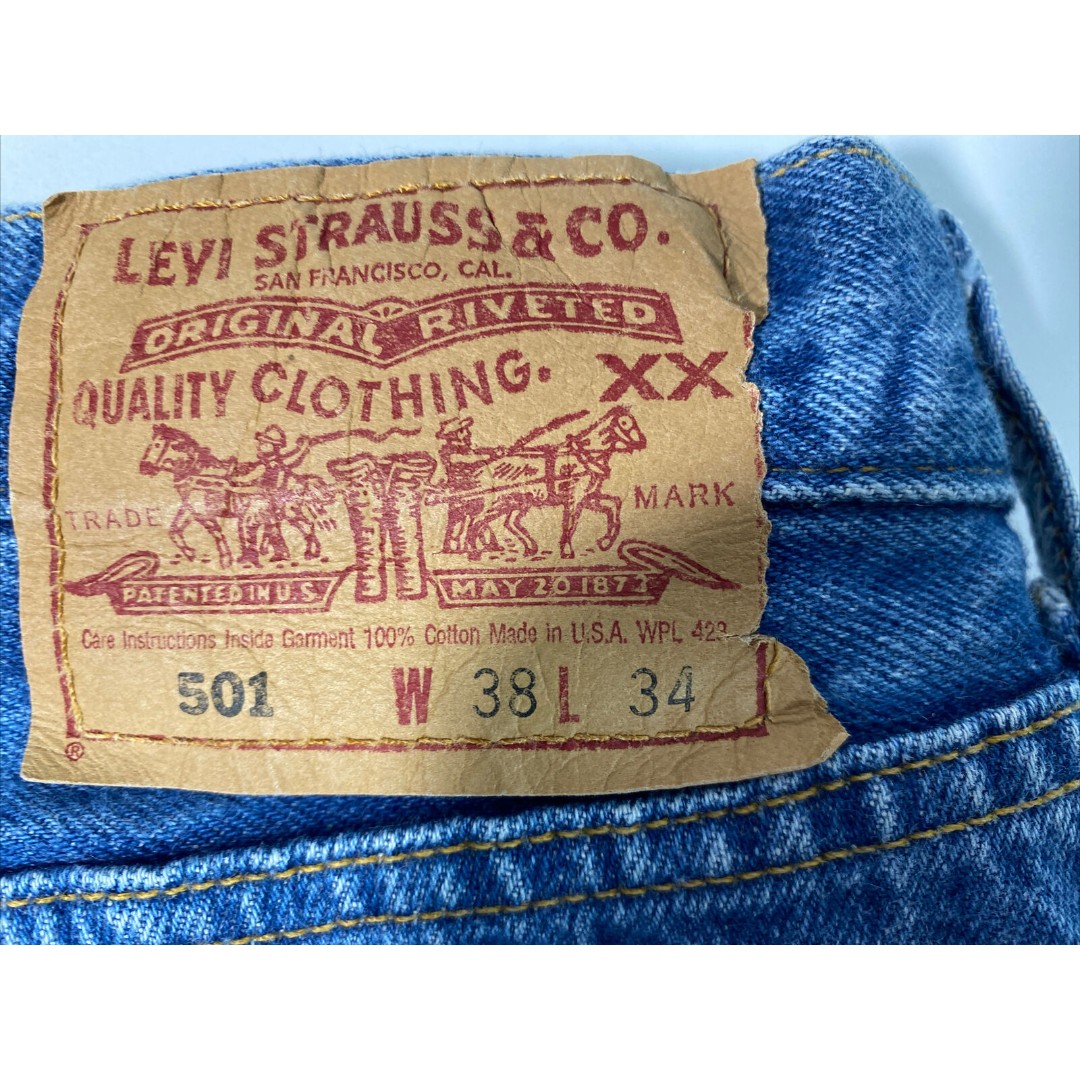 LEVI STRAUSS & CO.
SAN FRANCISCO, CAL.
ORIGINAL RIVETED
QUALITY CLOTHING. XX
TRADE MARK
PATENTED IN U.S. MAY 20 1873
Care Instructions Inside Garment 100% Cotton Made in U.S.A. WPL 423
501 W 38 L 34
®